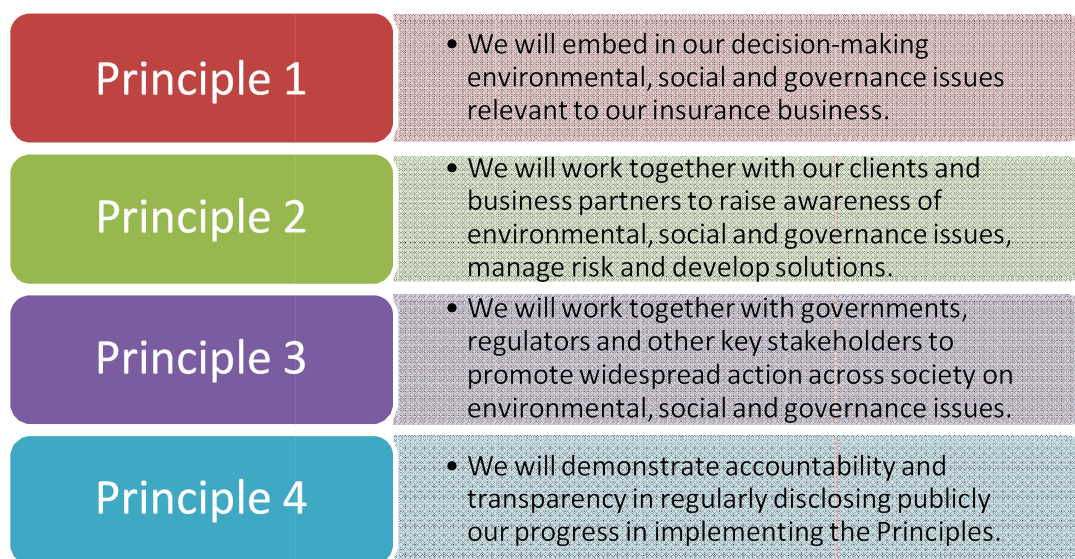 Principle 1
• We will embed in our decision-making
environmental, social and governance issues
relevant to our insurance business.
Principle 2
• We will work together with our clients and
business partners to raise awareness of
environmental, social and governance issues,
manage risk and develop solutions.
Principle 3
• We will work together with governments,
regulators and other key stakeholders to
promote widespread action across society on
environmental, social and governance issues.
Principle 4
• We will demonstrate accountability and
transparency in regularly disclosing publicly
our progress in implementing the Principles.